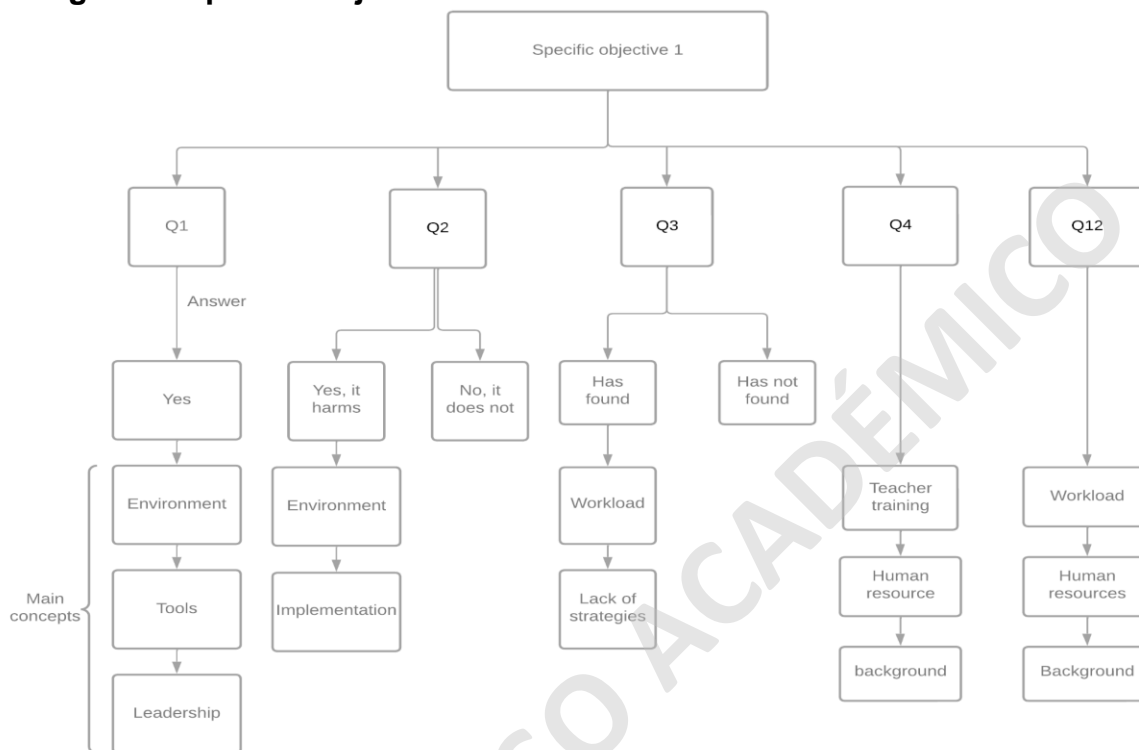 Specific objective 1
Q1
Q2
Q3
Q4
Q12
Answer
Yes
Yes, it
harms
No, it
does not
Has
found
Has not
found
Main
concepts
Environment
Tools
Leadership
Environment
Implementation
Workload
Lack of
strategies
Teacher
training
Human
resource
background
Workload
Human
resources
Background
ACADÉMICO